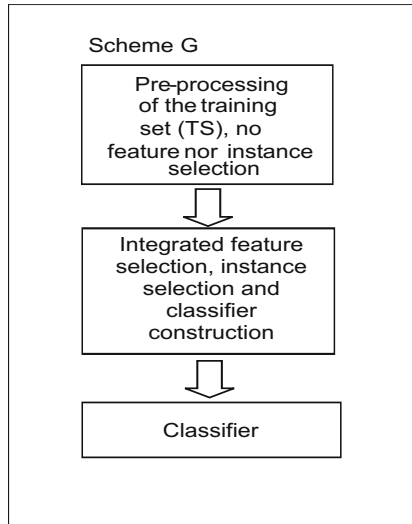 Scheme G
Pre-processing
of the training
set (TS), no
feature nor instance
selection
Integrated feature
selection, instance
selection and
classifier
construction
Classifier